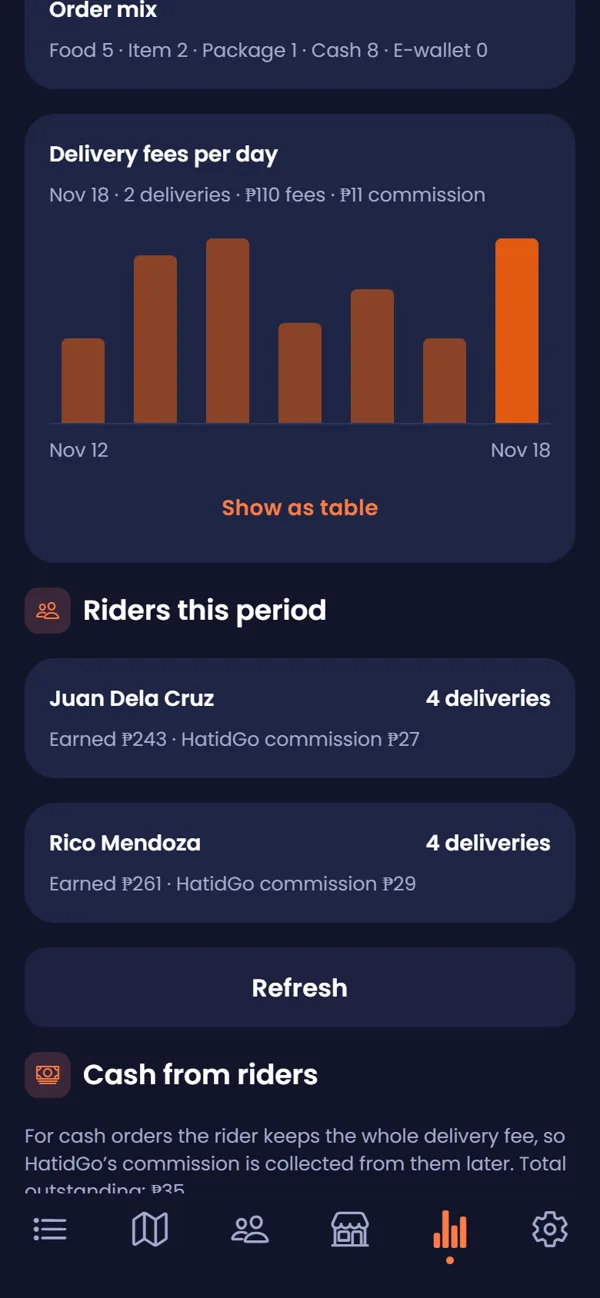 Order mix
Food 5 · Item 2 · Package 1 · Cash 8 · E-wallet 0
Delivery fees per day
Nov 18 · 2 deliveries · ₱110 fees · ₱11 commission
Nov 12
Nov 18
Show as table
Riders this period
Juan Dela Cruz
4 deliveries
Earned ₱243 · HatidGo commission ₱27
Rico Mendoza
4 deliveries
Earned ₱261 · HatidGo commission ₱29
Refresh
Cash from riders
For cash orders the rider keeps the whole delivery fee, so
HatidGo’s commission is collected from them later. Total
outstanding: ₱35